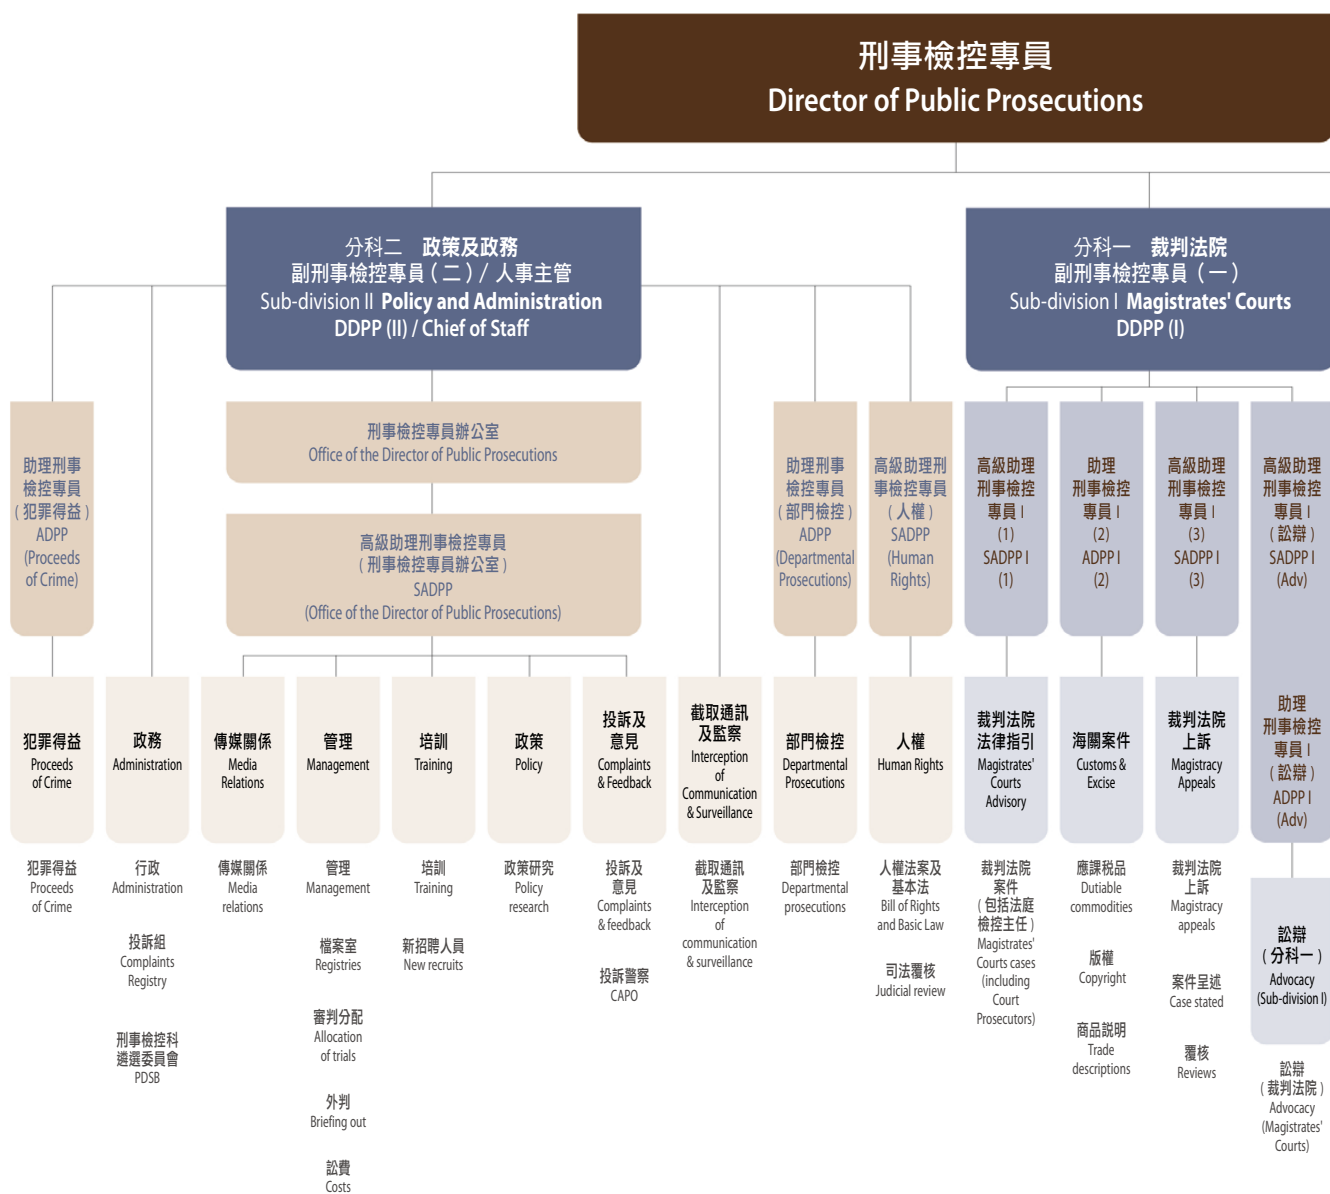 刑事檢控專員
Director of Public Prosecutions
分科二 政策及政務
副刑事檢控專員（二）/ 人事主管
Sub-division II Policy and Administration
DDPP (II) / Chief of Staff
分科一 裁判法院
副刑事檢控專員（一）
Sub-division I Magistrates' Courts
DDPP (I)
助理刑事
檢控專員
（犯罪得益）
ADPP
(Proceeds
of Crime)
刑事檢控專員辦公室
Office of the Director of Public Prosecutions
高級助理刑事檢控專員
（刑事檢控專員辦公室）
SADPP
(Office of the Director of Public Prosecutions)
助理刑事
檢控專員
（部門檢控）
ADPP
(Departmental
Prosecutions)
高級助理刑
事檢控專員
（人權）
SADPP
(Human
Rights)
高級助理
刑事檢控
專員 I
(1)
SADPP I
(1)
助理
刑事檢控
專員 I
(2)
ADPP I
(2)
高級助理
刑事檢控
專員 I
(3)
SADPP I
(3)
高級助理
刑事檢控
專員 I
（訟辯）
SADPP I
(Adv)
助理
刑事檢控
專員 I
（訟辯）
ADPP I
(Adv)
犯罪得益
Proceeds
of Crime
政務
Administration
傳媒關係
Media
Relations
管理
Management
培訓
Training
政策
Policy
投訴及
意見
Complaints
& Feedback
截取通訊
及監察
Interception
of
Communication
& Surveillance
部門檢控
Departmental
Prosecutions
人權
Human Rights
裁判法院
法律指引
Magistrates'
Courts
Advisory
海關案件
Customs &
Excise
裁判法院
上訴
Magistracy
Appeals
犯罪得益
Proceeds
of Crime
行政
Administration
投訴組
Complaints
Registry
刑事檢控科
遴選委員會
PDSB
傳媒關係
Media
relations
管理
Management
檔案室
Registries
審判分配
Allocation
of trials
外判
Briefing out
訟費
Costs
培訓
Training
新招聘人員
New recruits
政策研究
Policy
research
投訴及
意見
Complaints
& feedback
投訴警察
CAPO
截取通訊
及監察
Interception
of
communication
& surveillance
部門檢控
Departmental
prosecutions
人權法案及
基本法
Bill of Rights
and Basic Law
司法覆核
Judicial review
裁判法院
案件
（包括法庭
檢控主任）
Magistrates'
Courts cases
(including
Court
Prosecutors)
應課税品
Dutiable
commodities
版權
Copyright
商品説明
Trade
descriptions
裁判法院
上訴
Magistracy
appeals
案件呈述
Case stated
覆核
Reviews
訟辯
（分科一）
Advocacy
(Sub-division I)
訟辯
（裁判法院）
Advocacy
(Magistrates'
Courts)